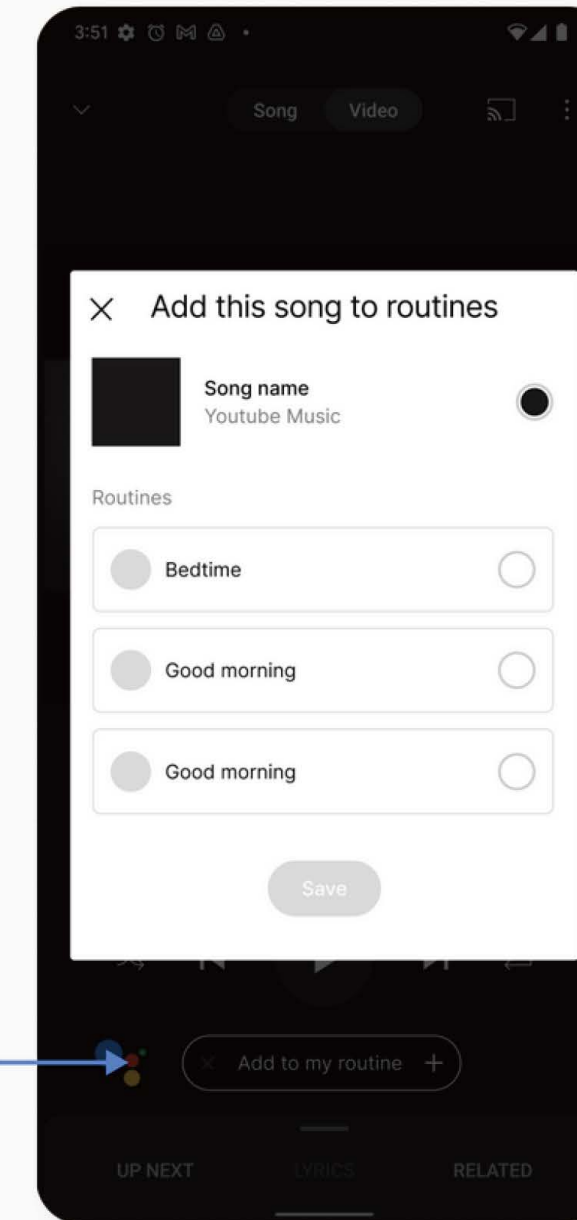 3:51
Song Video
Add this song to routines
Song name
Youtube Music
Routines
Bedtime
Good morning
Good morning
Save
Add to my routine
UP NEXT LYRICS RELATED